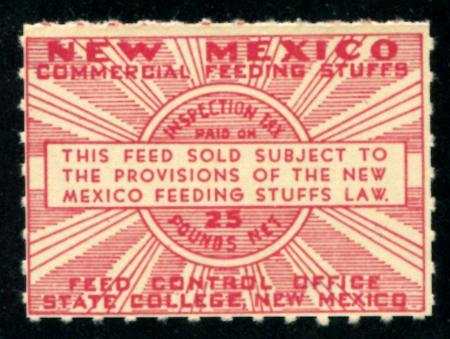 NEW MEXICO
COMMERCIAL FEEDING STUFFS
INSPECTION TAX
PAID ON
THIS FEED SOLD SUBJECT TO
THE PROVISIONS OF THE NEW
MEXICO FEEDING STUFFS LAW.
25
POUNDS NET
FEED CONTROL OFFICE
STATE COLLEGE, NEW MEXICO